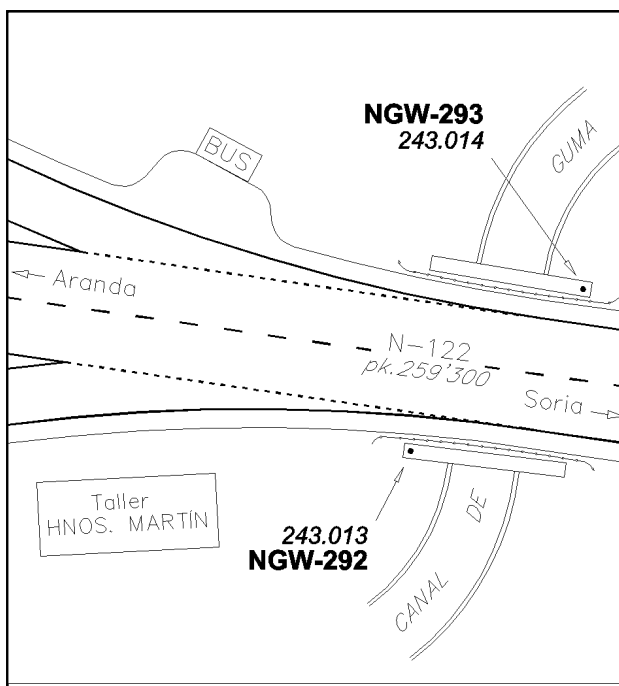 NGW-293
243.014
GUMA
BUS
Aranda
N-122
pk.259'300
Soria
Taller
HNOS. MARTÍN
243.013
NGW-292
DE
CANAL